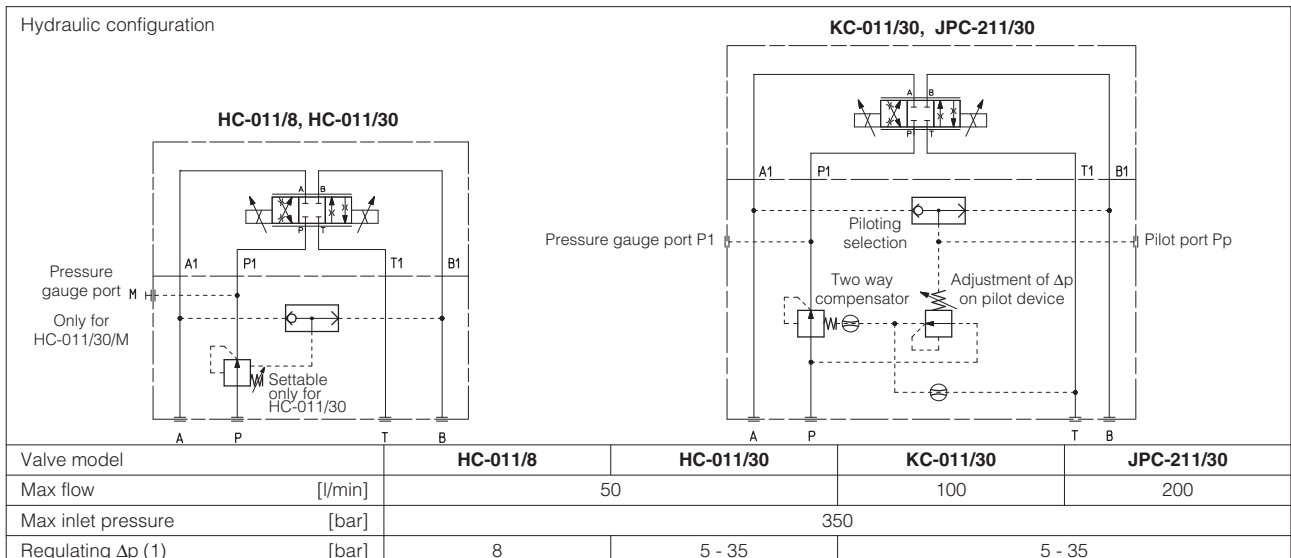 Hydraulic configuration
KC-011/30, JPC-211/30
HC-011/8, HC-011/30
A B
P T
A1 P1 T1 B1
Pressure
gauge port M
Only for
HC-011/30/M
Settable
only for
HC-011/30
A P T B
A B
P T
A1 P1 T1 B1
Piloting
selection
Pressure gauge port P1
Pilot port Pp
Two way
compensator
Adjustment of Δp
on pilot device
A P T B
Valve model HC-011/8 HC-011/30 KC-011/30 JPC-211/30
Max flow [l/min] 50 100 200
Max inlet pressure [bar] 350
Regulating Δp (1) [bar] 8 5 - 35 5 - 35